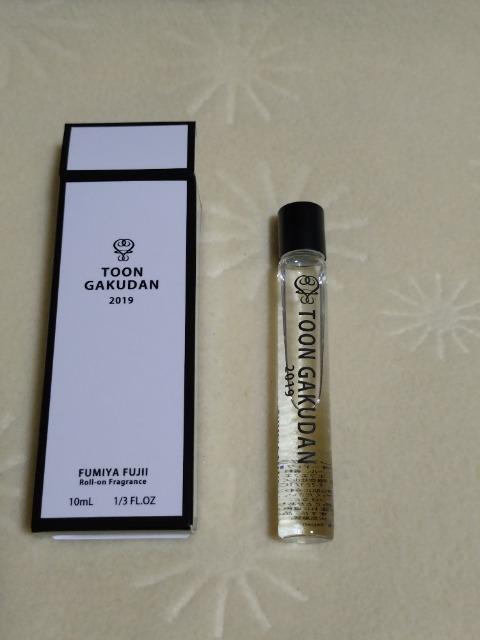 TOON
GAKUDAN
2019
FUMIYA FUJII
Roll-on Fragrance
10mL 1/3 FL.OZ
TOON GAKUDAN
2019